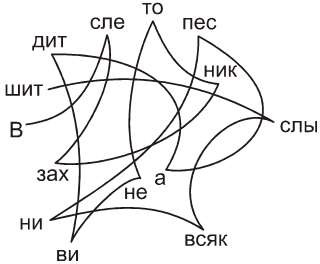 то
сле пес
дит
ник
шит
слы
В
зах а
не
ни
всяк
ви